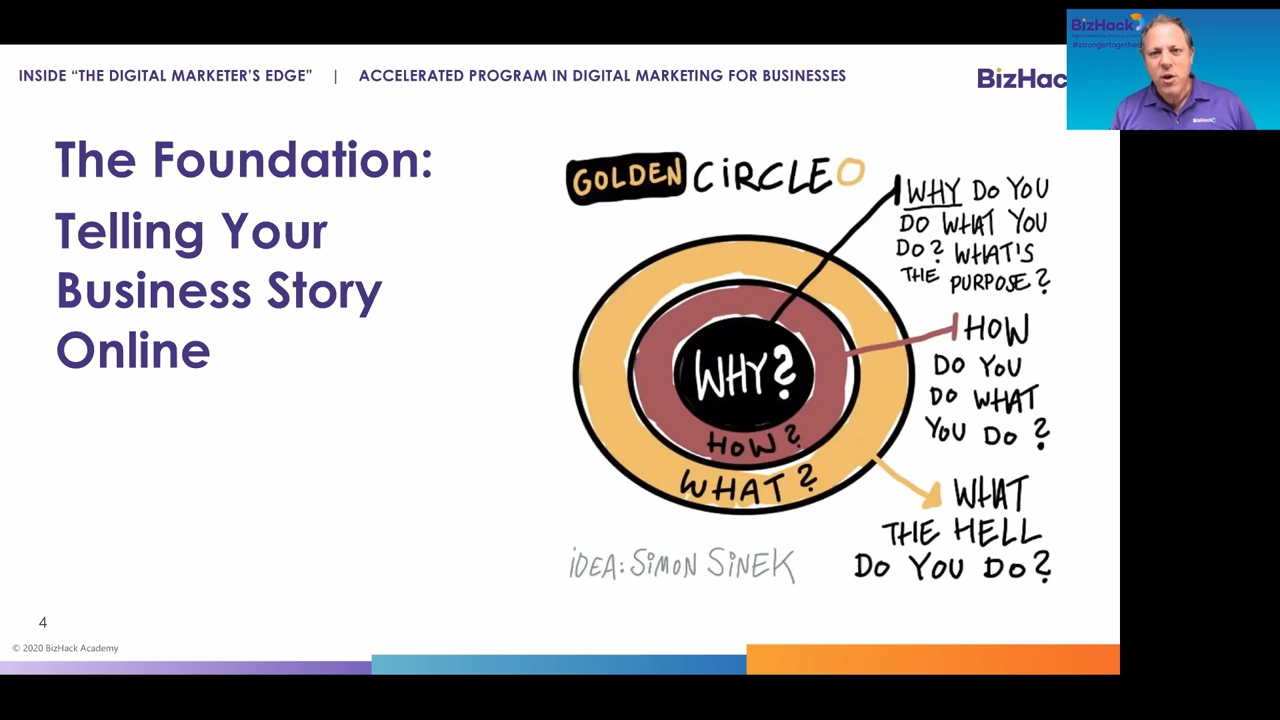 INSIDE “THE DIGITAL MARKETER’S EDGE” | ACCELERATED PROGRAM IN DIGITAL MARKETING FOR BUSINESSES
BizHac
BizHack
#strongertogether
BizHack
The Foundation:
Telling Your
Business Story
Online
GOLDEN CiRCLE
WHY DO YOU
DO WHAT YOU
DO? WHAT'S
THE PURPOSE?
HOW
DO YOU
DO WHAT
YOU DO?
WHAT
THE HELL
DO YOU DO?
WHY?
HOW?
WHAT?
iDEA: SiMON SiNEK
4
© 2020 BizHack Academy